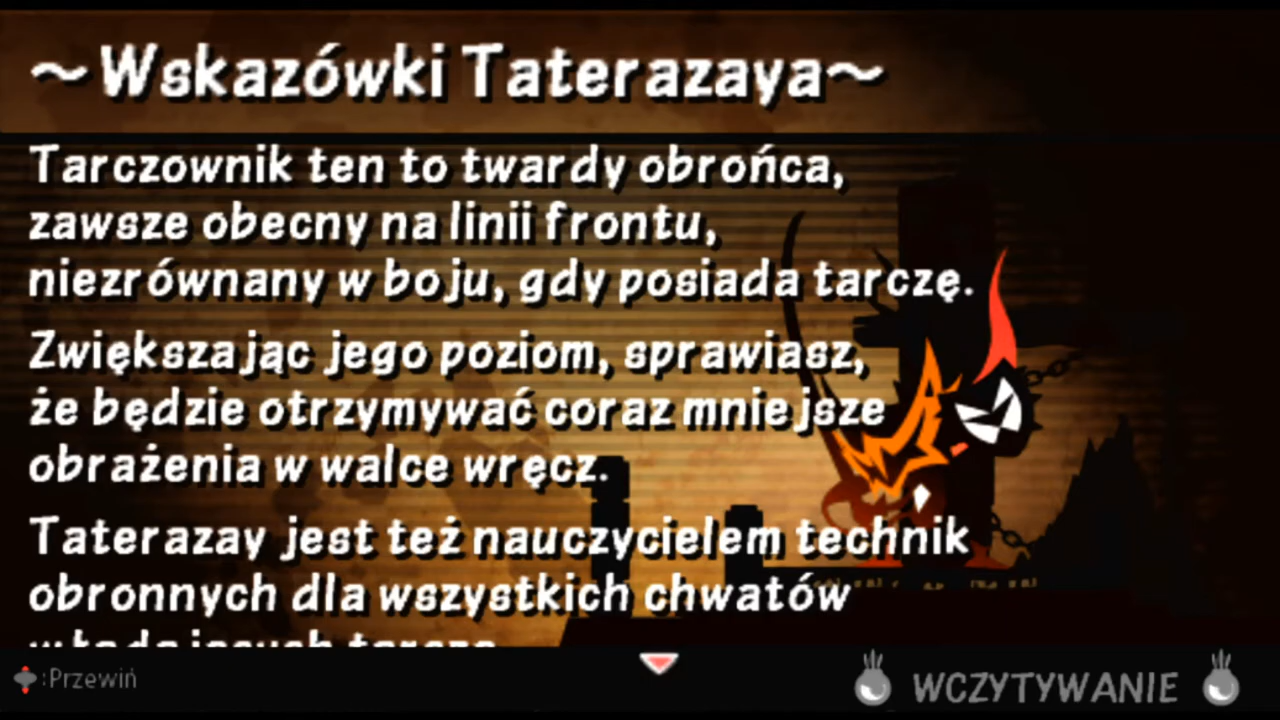 ~Wskazówki Taterazaya~
Tarczownik ten to twardy obrońca,
zawsze obecny na linii frontu,
niezrównany w boju, gdy posiada tarczę.
Zwiększając jego poziom, sprawiasz,
że będzie otrzymywać coraz mniejsze
obrażenia w walce wręcz.
Taterazay jest też nauczycielem technik
obronnych dla wszystkich chwatów
:Przewiń
WCZYTYWANIE